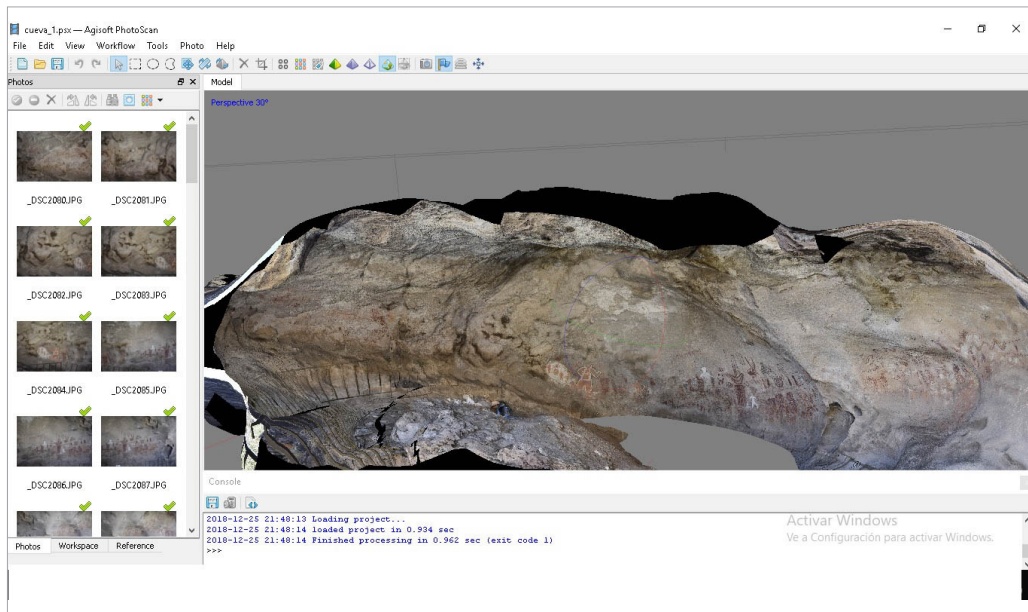 cueva_1.psx — Agisoft PhotoScan
File Edit View Workflow Tools Photo Help
Photos
Model
Perspective 30°
_DSC2080.JPG _DSC2081.JPG
_DSC2082.JPG _DSC2083.JPG
_DSC2084.JPG _DSC2085.JPG
_DSC2086.JPG _DSC2087.JPG
Photos Workspace Reference
Console
2018-12-25 21:48:13 Loading project...
2018-12-25 21:48:14 loaded project in 0.934 sec
2018-12-25 21:48:14 Finished processing in 0.962 sec (exit code 1)
>>>
Activar Windows
Ve a Configuración para activar Windows.